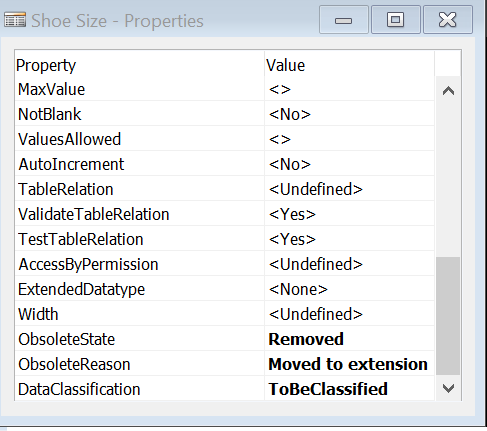 Shoe Size - Properties
Property Value
MaxValue <>
NotBlank <No>
ValuesAllowed <>
AutoIncrement <No>
TableRelation <Undefined>
ValidateTableRelation <Yes>
TestTableRelation <Yes>
AccessByPermission <Undefined>
ExtendedDatatype <None>
Width <Undefined>
ObsoleteState Removed
ObsoleteReason Moved to extension
DataClassification ToBeClassified